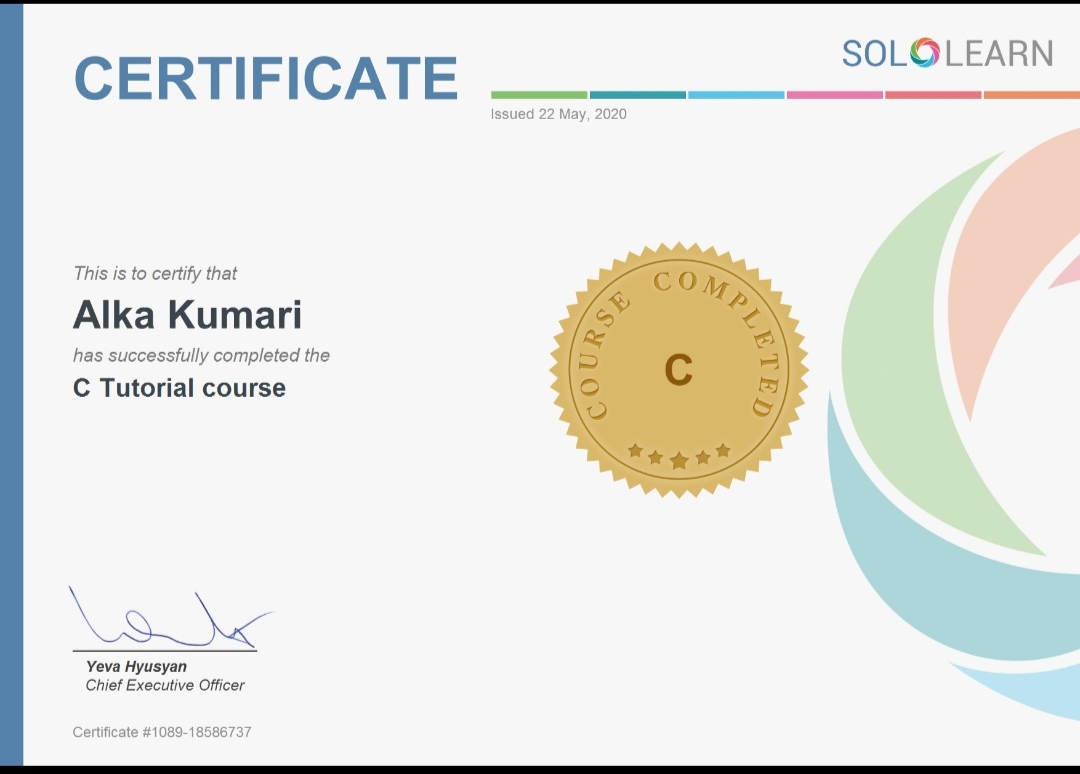 CERTIFICATE
SOLOLEARN
Issued 22 May, 2020
This is to certify that
Alka Kumari
has successfully completed the
C Tutorial course
COURSE COMPLETED
C
Yeva Hyusyan
Chief Executive Officer
Certificate #1089-18586737